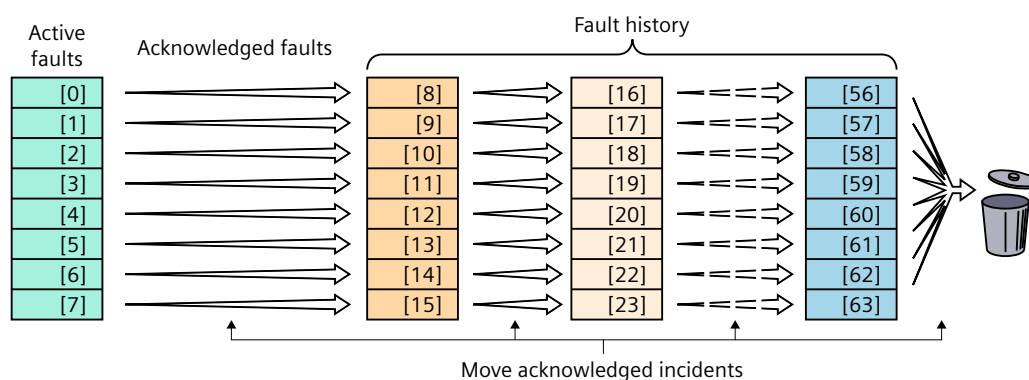 Active
faults
Acknowledged faults
Fault history
[0] [8] [16] [56]
[1] [9] [17] [57]
[2] [10] [18] [58]
[3] [11] [19] [59]
[4] [12] [20] [60]
[5] [13] [21] [61]
[6] [14] [22] [62]
[7] [15] [23] [63]
Move acknowledged incidents